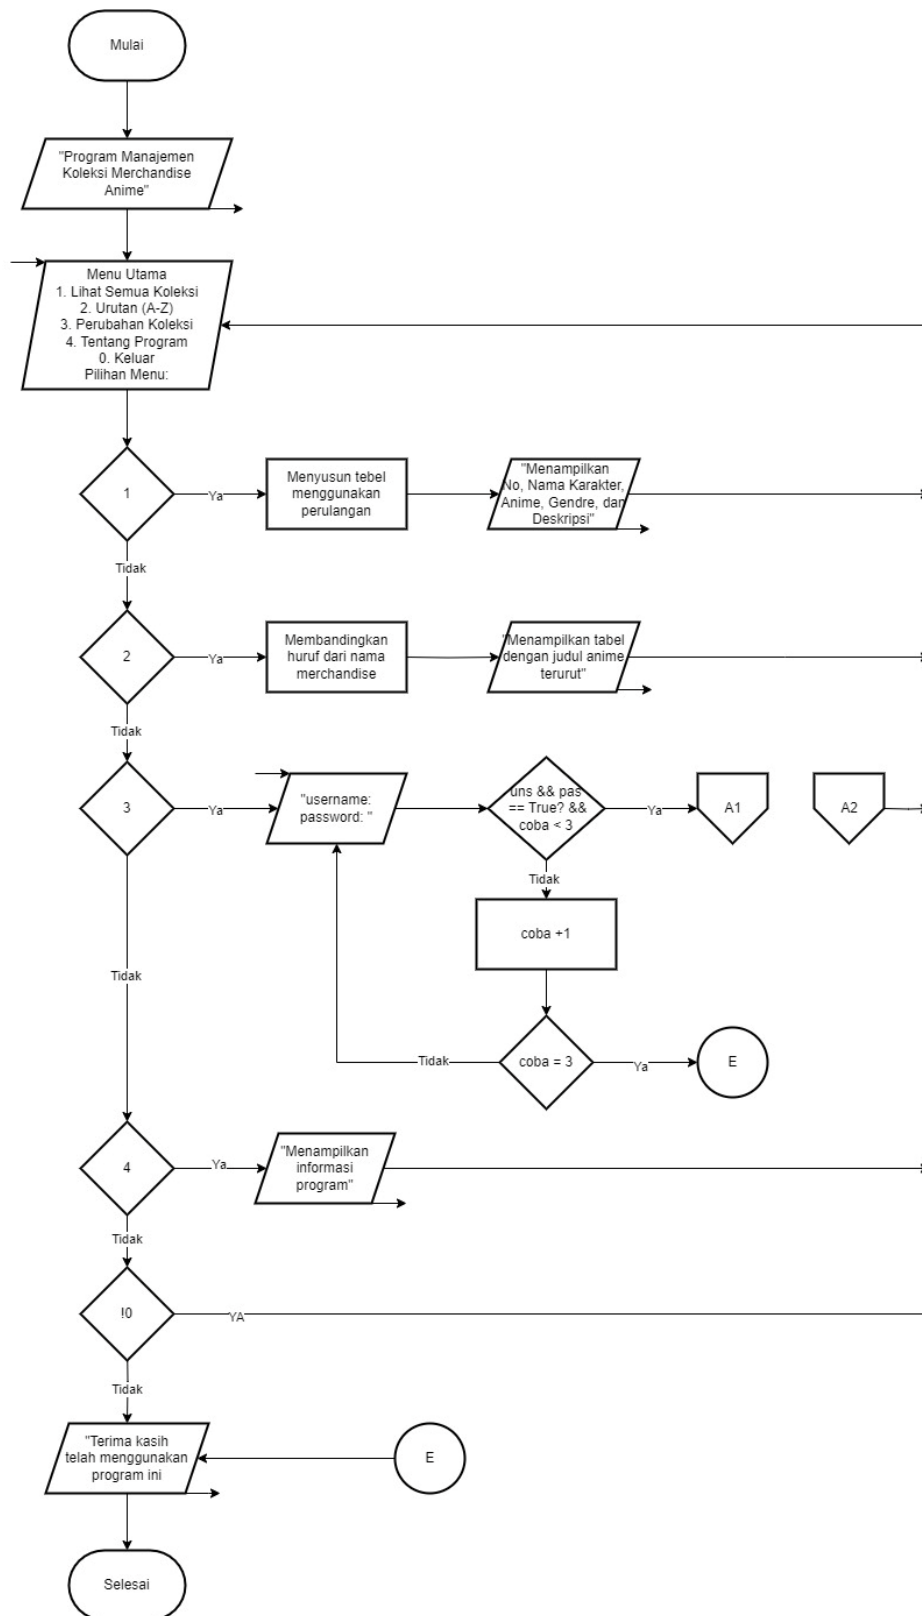 Mulai
"Program Manajemen
Koleksi Merchandise
Anime"
Menu Utama
1. Lihat Semua Koleksi
2. Urutan (A-Z)
3. Perubahan Koleksi
4. Tentang Program
0. Keluar
Pilihan Menu:
1
Ya
Menyusun tebel
menggunakan
perulangan
"Menampilkan
No, Nama Karakter,
Anime, Gendre, dan
Deskripsi"
Tidak
2
Ya
Membandingkan
huruf dari nama
merchandise
"Menampilkan tabel
dengan judul anime
terurut"
Tidak
3
Ya
"username:
password: "
uns && pas
== True? &&
coba < 3
Ya
A1
A2
Tidak
coba +1
Tidak
coba = 3
Tidak
Ya
E
4
Ya
"Menampilkan
informasi
program"
Tidak
!0
YA
Tidak
"Terima kasih
telah menggunakan
program ini
E
Selesai